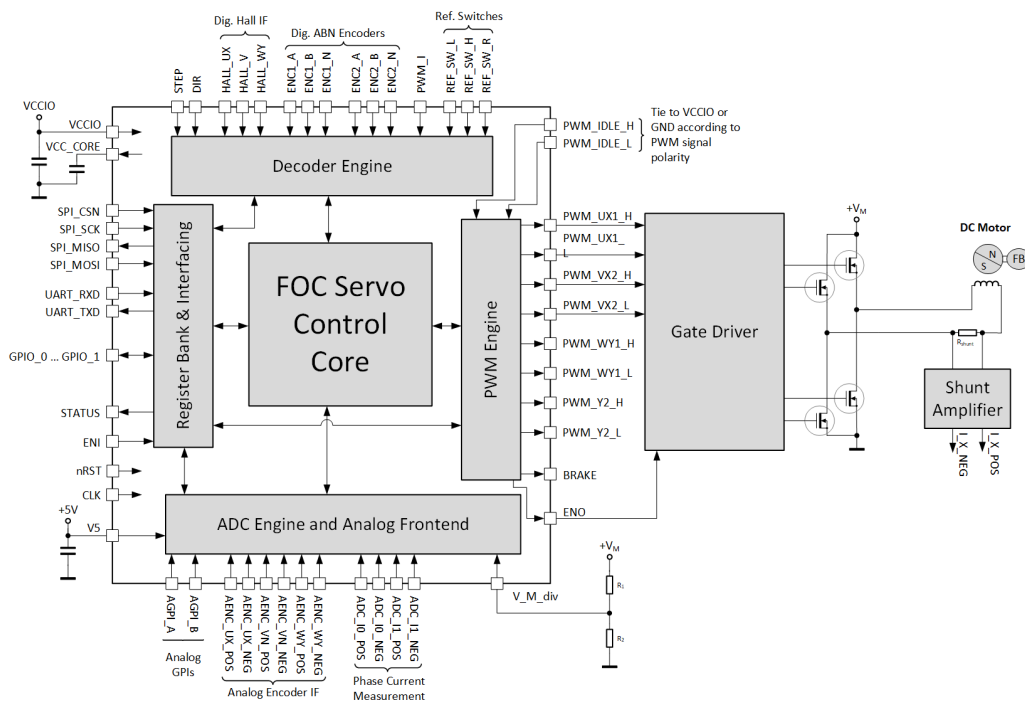 Dig. Hall IF
Dig. ABN Encoders
Ref. Switches
STEP
DIR
HALL_UX
HALL_V
HALL_WY
ENC1_A
ENC1_B
ENC1_N
ENC2_A
ENC2_B
ENC2_N
PWM_I
REF_SW_L
REF_SW_H
REF_SW_R
VCCIO
VCCIO
VCC_CORE
Decoder Engine
PWM_IDLE_H
PWM_IDLE_L
Tie to VCCIO or
GND according to
PWM signal
polarity
SPI_CSN
SPI_SCK
SPI_MISO
SPI_MOSI
UART_RXD
UART_TXD
GPIO_0 ... GPIO_1
STATUS
ENI
nRST
CLK
+5V
V5
Register Bank & Interfacing
FOC Servo
Control
Core
PWM Engine
PWM_UX1_H
PWM_UX1_
L
PWM_VX2_H
PWM_VX2_L
PWM_WY1_H
PWM_WY1_L
PWM_Y2_H
PWM_Y2_L
BRAKE
ENO
Gate Driver
+VM
DC Motor
N
S
FB
Rshunt
Shunt
Amplifier
I_X_NEG
I_X_POS
ADC Engine and Analog Frontend
+VM
R1
R2
V_M_div
AGPI_A
AGPI_B
AENC_UX_POS
AENC_UX_NEG
AENC_VN_POS
AENC_VN_NEG
AENC_WY_POS
AENC_WY_NEG
ADC_I0_POS
ADC_I0_NEG
ADC_I1_POS
ADC_I1_NEG
Analog
GPIs
Analog Encoder IF
Phase Current
Measurement